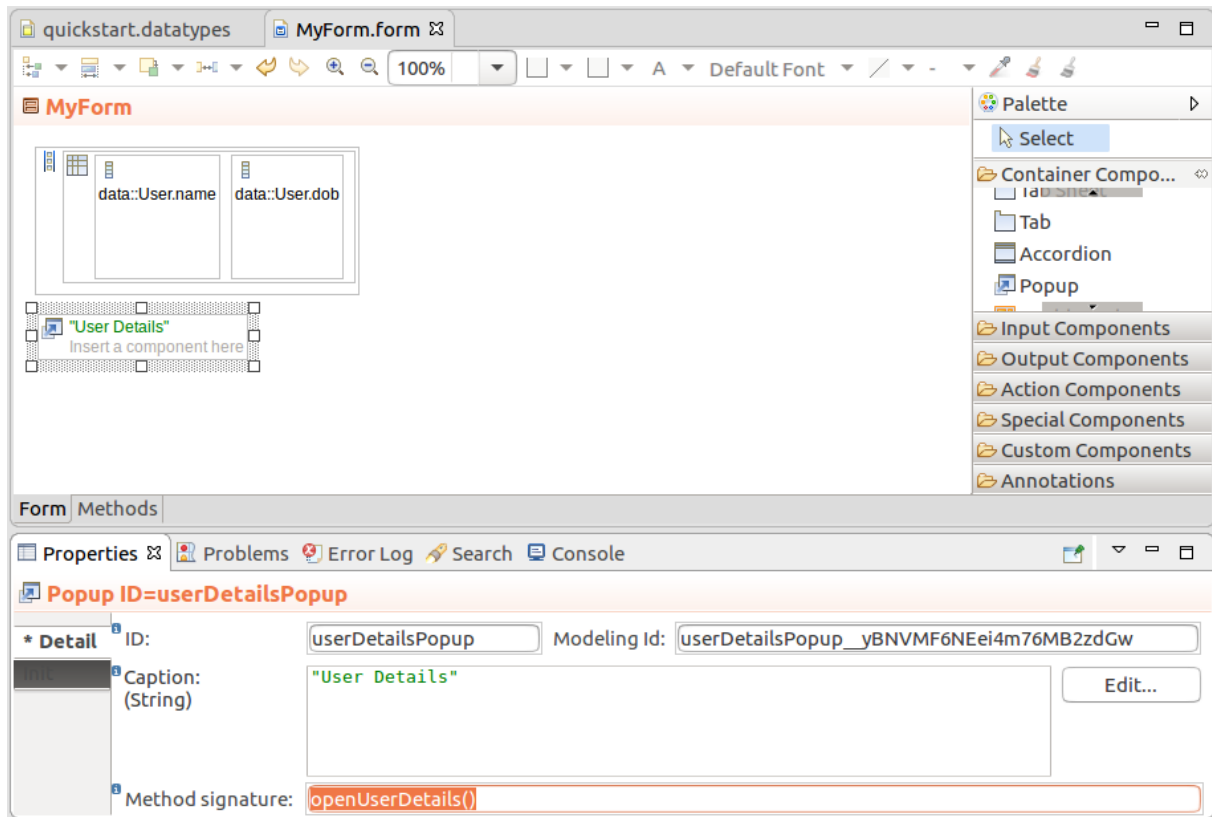 quickstart.datatypes MyForm.form
100% A Default Font -
MyForm
Palette
Select
Container Compo...
Tab Sheet
Tab
Accordion
Popup
Input Components
Output Components
Action Components
Special Components
Custom Components
Annotations
data::User.name data::User.dob
"User Details"
Insert a component here
Form Methods
Properties Problems Error Log Search Console
Popup ID=userDetailsPopup
* Detail
Init
ID: userDetailsPopup Modeling Id: userDetailsPopup__yBNVMF6NEei4m76MB2zdGw
Caption: "User Details" Edit...
(String)
Method signature: openUserDetails()